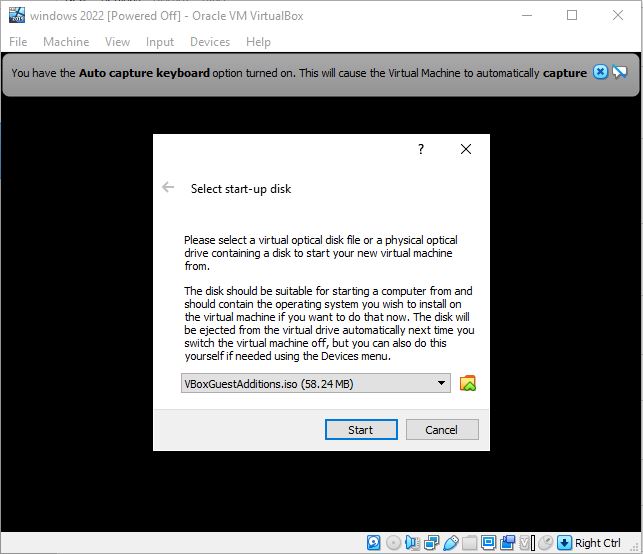 windows 2022 [Powered Off] - Oracle VM VirtualBox
File Machine View Input Devices Help
You have the Auto capture keyboard option turned on. This will cause the Virtual Machine to automatically capture
?
Select start-up disk
Please select a virtual optical disk file or a physical optical
drive containing a disk to start your new virtual machine
from.
The disk should be suitable for starting a computer from and
should contain the operating system you wish to install on
the virtual machine if you want to do that now. The disk will
be ejected from the virtual drive automatically next time you
switch the virtual machine off, but you can also do this
yourself if needed using the Devices menu.
VBoxGuestAdditions.iso (58.24 MB)
Start Cancel
Right Ctrl